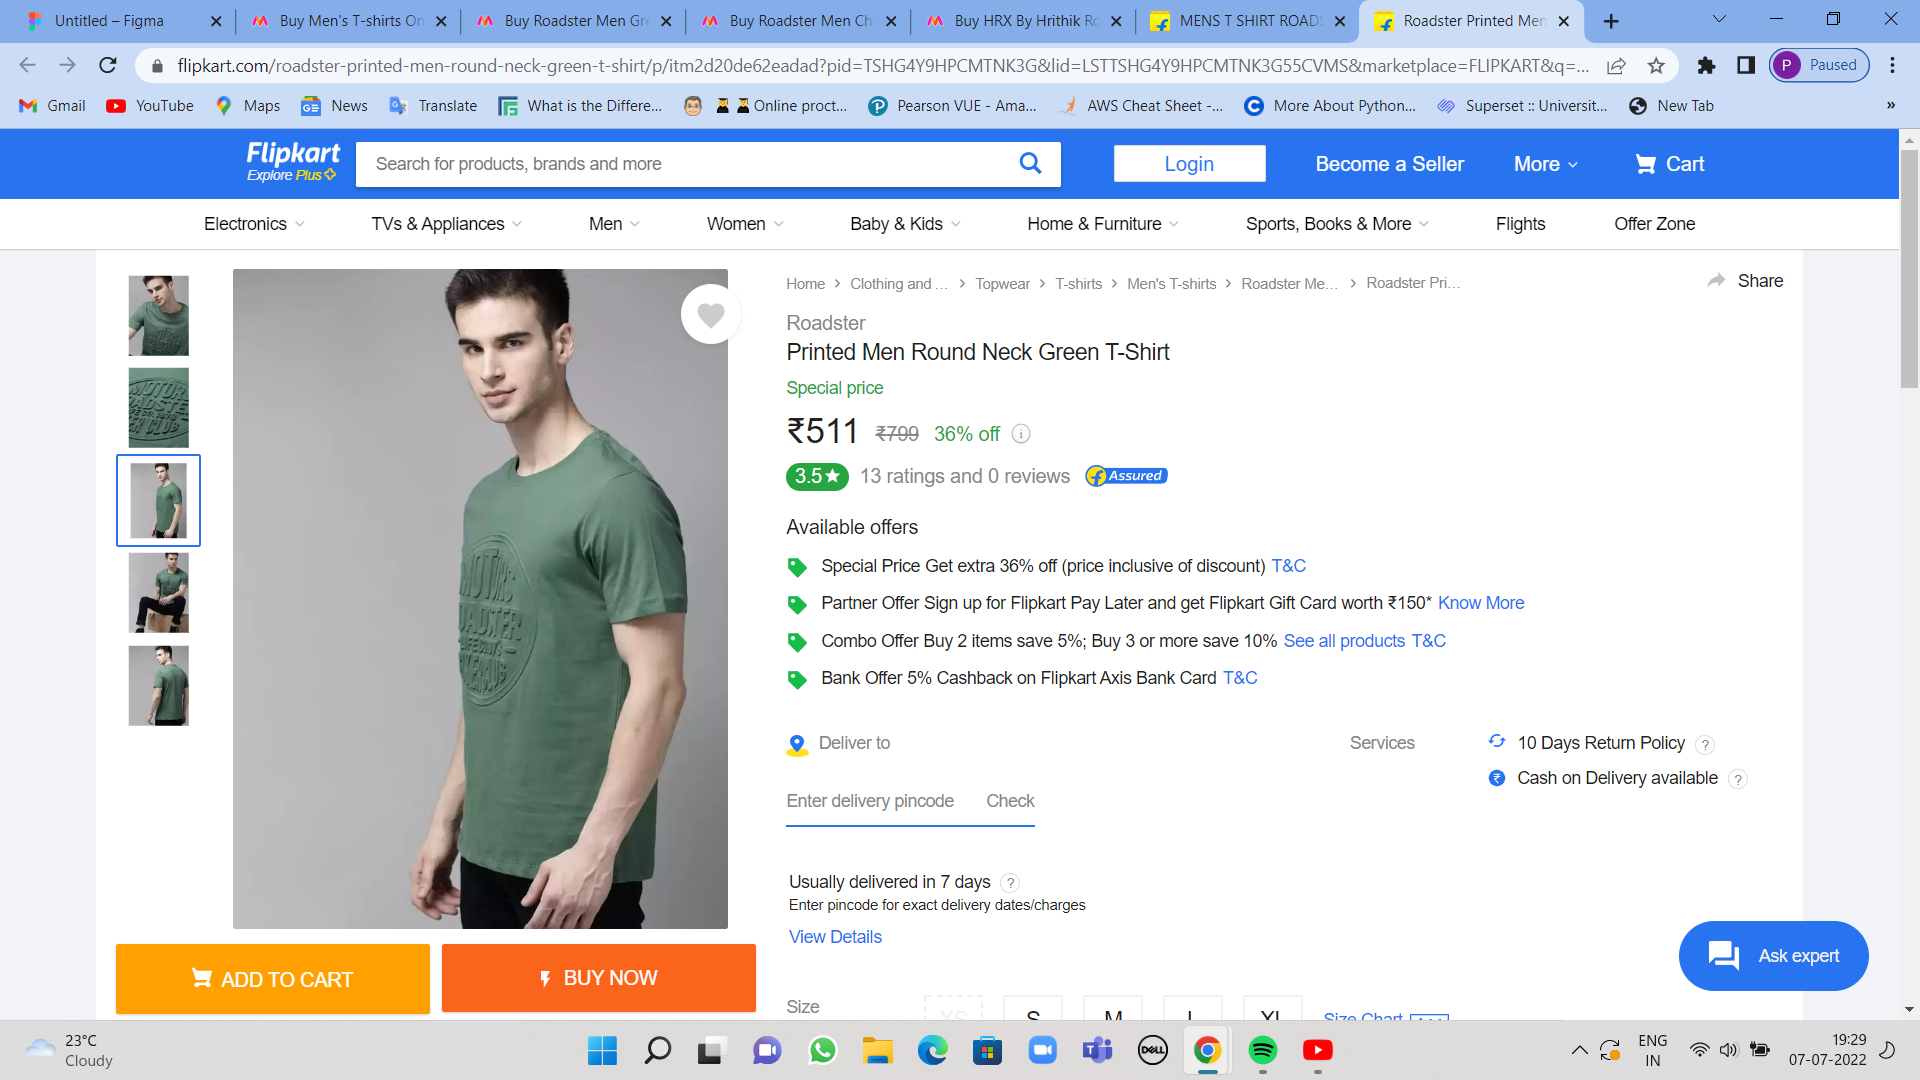 Untitled – Figma
Buy Men's T-shirts On
Buy Roadster Men Gre
Buy Roadster Men Ch
Buy HRX By Hrithik Ro
MENS T SHIRT ROADS
Roadster Printed Men
flipkart.com/roadster-printed-men-round-neck-green-t-shirt/p/itm2d20de62eadad?pid=TSHG4Y9HPCMTNK3G&lid=LSTTSHG4Y9HPCMTNK3G55CVMS&marketplace=FLIPKART&q=...
P Paused
Gmail
YouTube
Maps
News
Translate
What is the Differe...
Online proct...
Pearson VUE - Ama...
AWS Cheat Sheet -...
More About Python...
Superset :: Universit...
New Tab
»
Flipkart
Explore Plus
Search for products, brands and more
Login
Become a Seller
More
Cart
Electronics
TVs & Appliances
Men
Women
Baby & Kids
Home & Furniture
Sports, Books & More
Flights
Offer Zone
Home > Clothing and ... > Topwear > T-shirts > Men's T-shirts > Roadster Me... > Roadster Pri...
Share
Roadster
Printed Men Round Neck Green T-Shirt
Special price
₹511 ₹799 36% off i
3.5★ 13 ratings and 0 reviews f Assured
Available offers
Special Price Get extra 36% off (price inclusive of discount) T&C
Partner Offer Sign up for Flipkart Pay Later and get Flipkart Gift Card worth ₹150* Know More
Combo Offer Buy 2 items save 5%; Buy 3 or more save 10% See all products T&C
Bank Offer 5% Cashback on Flipkart Axis Bank Card T&C
Deliver to
Enter delivery pincode Check
Services
10 Days Return Policy ?
₹ Cash on Delivery available ?
Usually delivered in 7 days ?
Enter pincode for exact delivery dates/charges
View Details
ADD TO CART
BUY NOW
Ask expert
Size XS S M L XL Size Chart
23°C
Cloudy
DELL
ENG
IN
19:29
07-07-2022